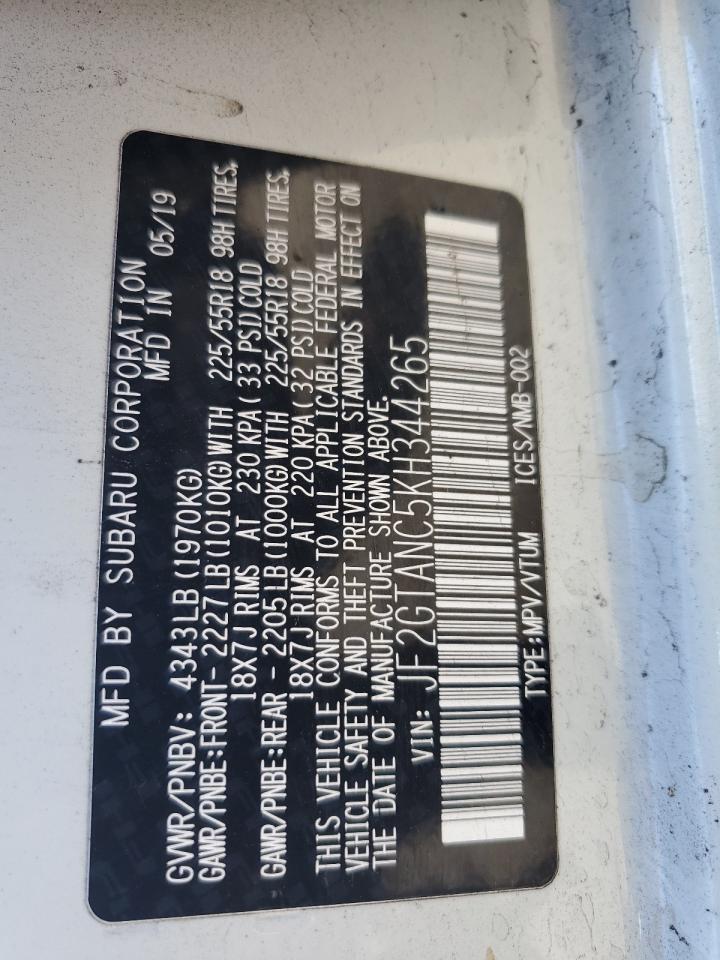 MFD BY SUBARU CORPORATION
MFD IN 05/19
GVWR/PNBV: 4343LB(1970KG)
GAWR/PNBE:FRONT- 2227LB(1010KG)WITH 225/55R18 98H TIRES,
18X7J RIMS AT 230 KPA( 33 PSI)COLD
GAWR/PNBE:REAR - 2205LB(1000KG)WITH 225/55R18 98H TIRES,
18X7J RIMS AT 220 KPA( 32 PSI)COLD
THIS VEHICLE CONFORMS TO ALL APPLICABLE FEDERAL MOTOR
VEHICLE SAFETY AND THEFT PREVENTION STANDARDS IN EFFECT ON
THE DATE OF MANUFACTURE SHOWN ABOVE.
VIN: JF2GTANC5KH344265
TYPE:MPV/VTUM ICES/NMB-002